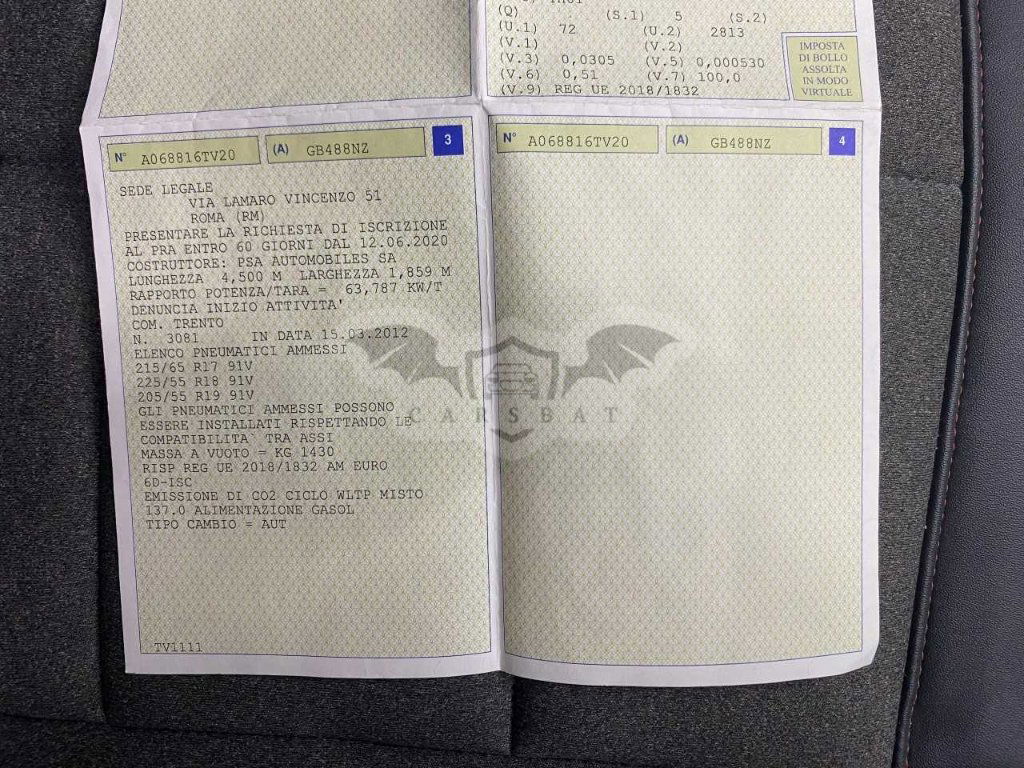 (Q) (S.1) 5 (S.2)
(U.1) 72 (U.2) 2813
(V.1) (V.2)
(V.3) 0,0305 (V.5) 0,000530
(V.6) 0,51 (V.7) 100,0
(V.9) REG UE 2018/1832
IMPOSTA
DI BOLLO
ASSOLTA
IN MODO
VIRTUALE
N° A068816TV20 (A) GB488NZ 3
SEDE LEGALE
VIA LAMARO VINCENZO 51
ROMA (RM)
PRESENTARE LA RICHIESTA DI ISCRIZIONE
AL PRA ENTRO 60 GIORNI DAL 12.06.2020
COSTRUTTORE: PSA AUTOMOBILES SA
LUNGHEZZA 4,500 M LARGHEZZA 1,859 M
RAPPORTO POTENZA/TARA = 63,787 KW/T
DENUNCIA INIZIO ATTIVITA'
COM. TRENTO
N. 3081 IN DATA 15.03.2012
ELENCO PNEUMATICI AMMESSI
215/65 R17 91V
225/55 R18 91V
205/55 R19 91V
GLI PNEUMATICI AMMESSI POSSONO
ESSERE INSTALLATI RISPETTANDO LE
COMPATIBILITA` TRA ASSI
MASSA A VUOTO = KG 1430
RISP REG UE 2018/1832 AM EURO
6D-ISC
EMISSIONE DI CO2 CICLO WLTP MISTO
137.0 ALIMENTAZIONE GASOL
TIPO CAMBIO = AUT
TV1111
N° A068816TV20 (A) GB488NZ 4
CARSBAT